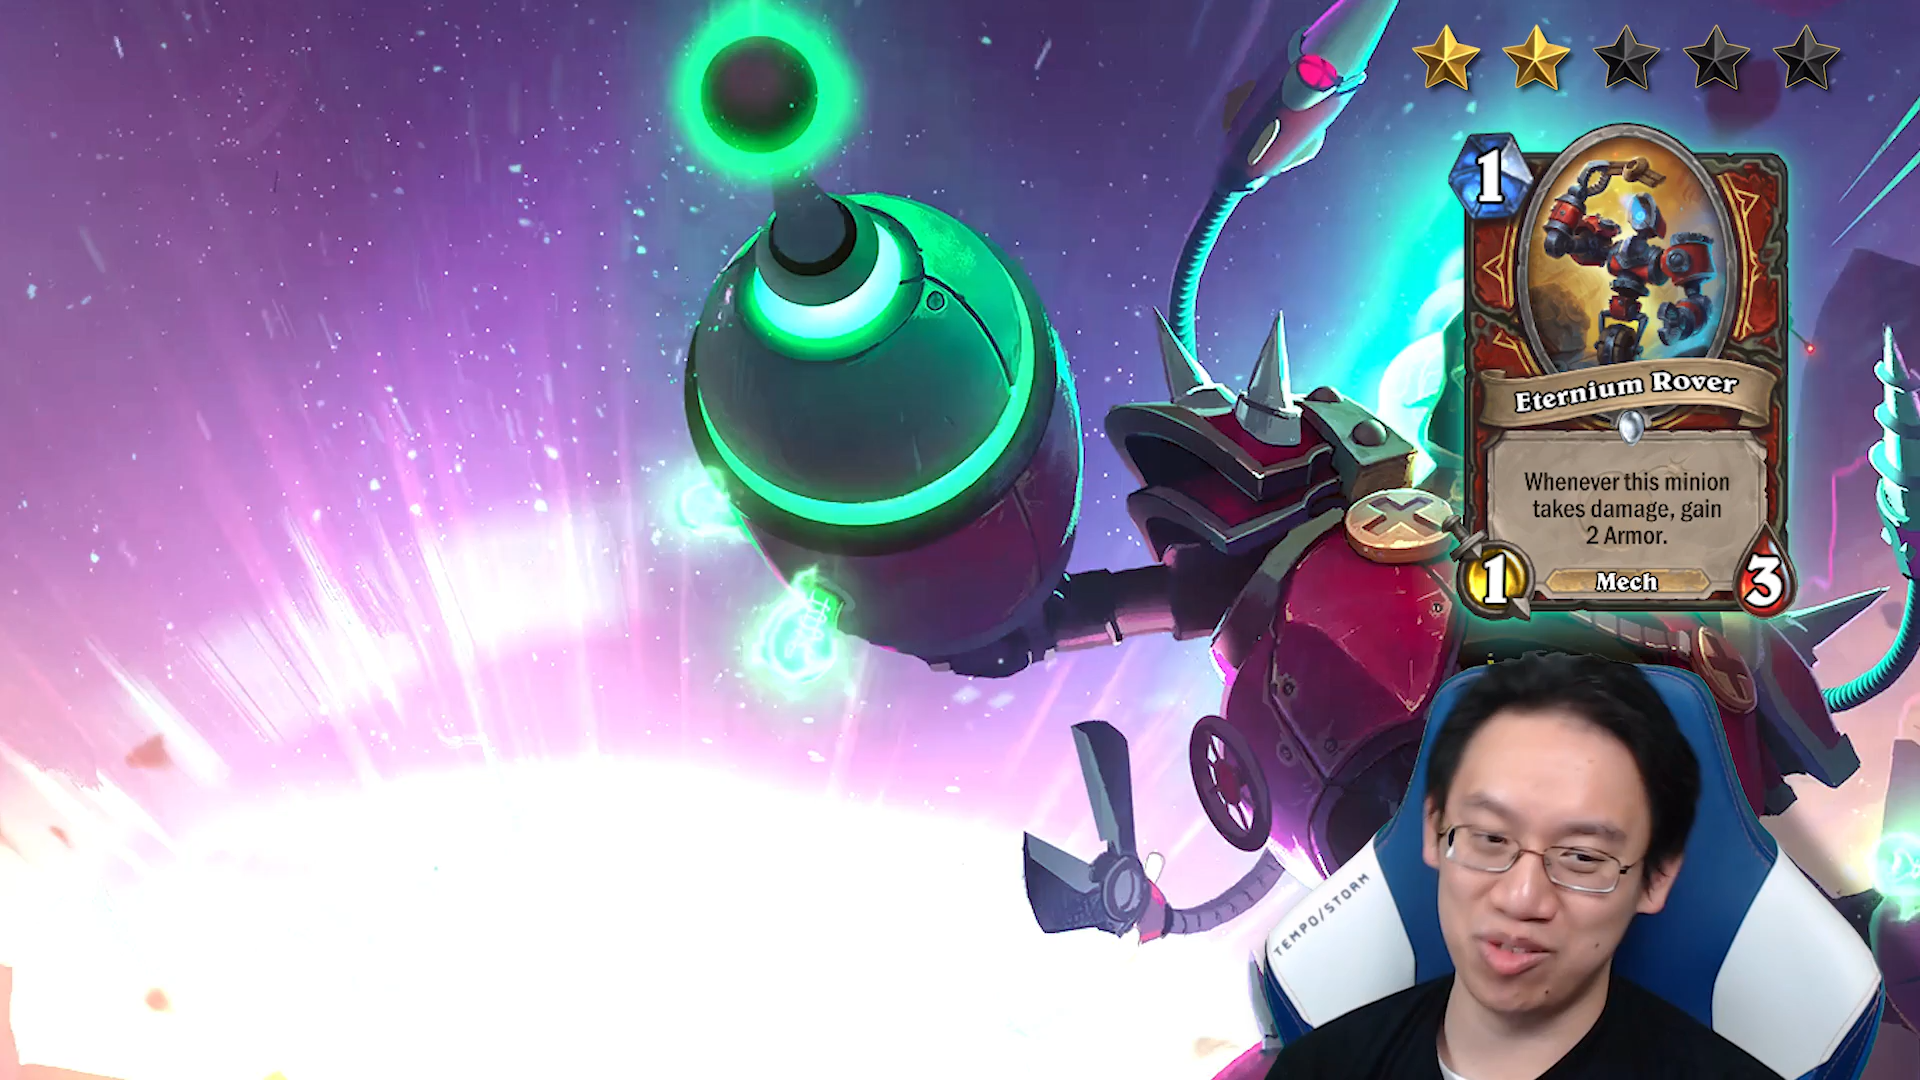 1
Eternium Rover
Whenever this minion
takes damage, gain
2 Armor.
1
Mech
3
TEMPO/STORM